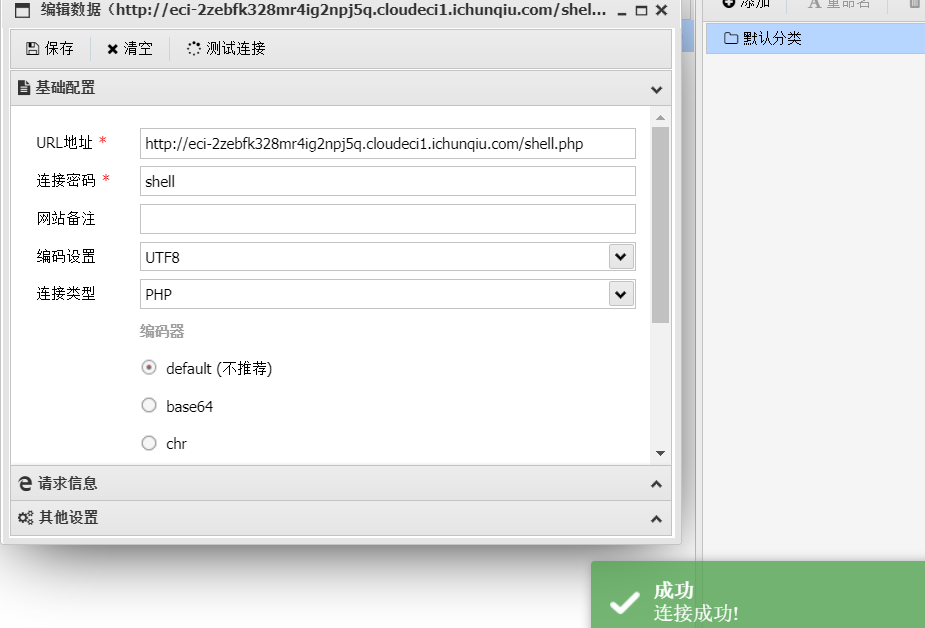 编辑数据（http://eci-2zebfk328mr4ig2npj5q.cloudeci1.ichunqiu.com/shel...
添加 重命名
保存 清空 测试连接
默认分类
基础配置
URL地址 * http://eci-2zebfk328mr4ig2npj5q.cloudeci1.ichunqiu.com/shell.php
连接密码 * shell
网站备注
编码设置 UTF8
连接类型 PHP
编码器
default (不推荐)
base64
chr
请求信息
其他设置
成功
连接成功!